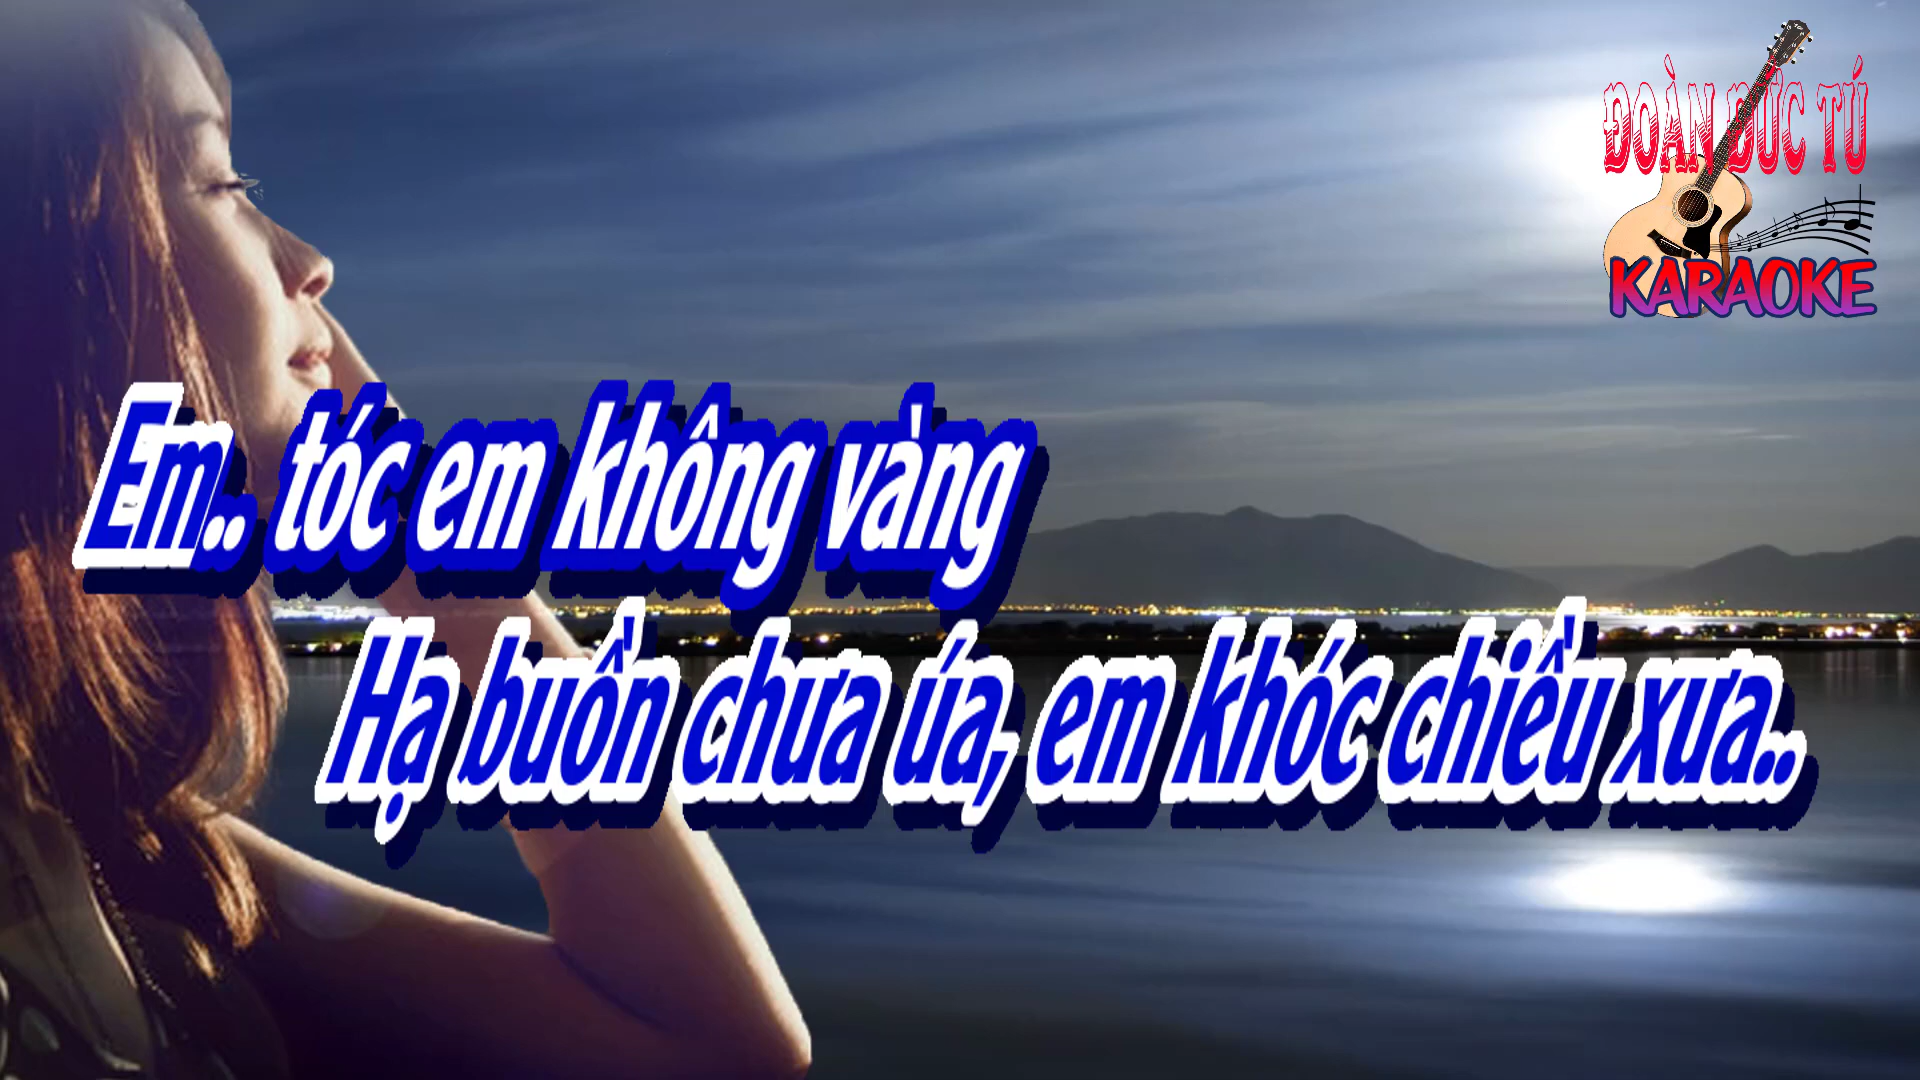 ĐOÀN ĐỨC TÚ
KARAOKE
Em.. tóc em không vàng
Hạ buồn chưa úa, em khóc chiều xưa..